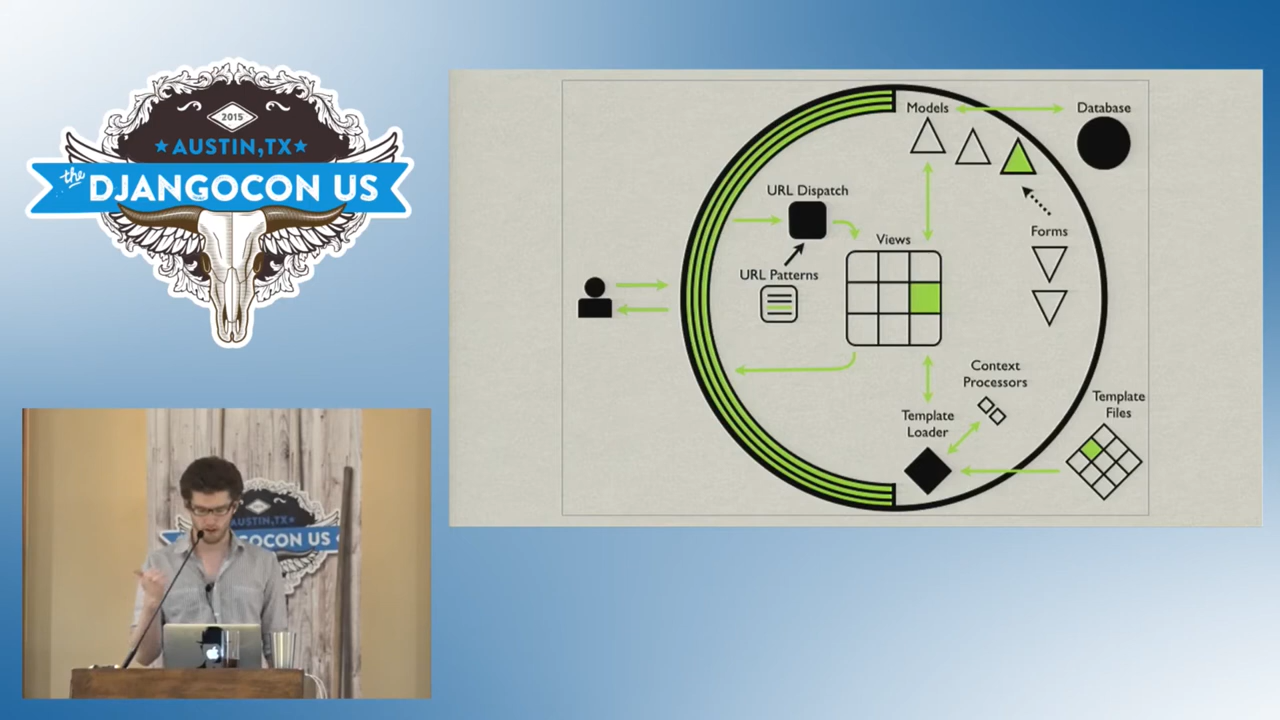 2015
AUSTIN, TX
the
DJANGOCON US
Models
Database
URL Dispatch
Forms
Views
URL Patterns
Context
Processors
Template
Files
Template
Loader
AUSTIN, TX
DJANGOCON US